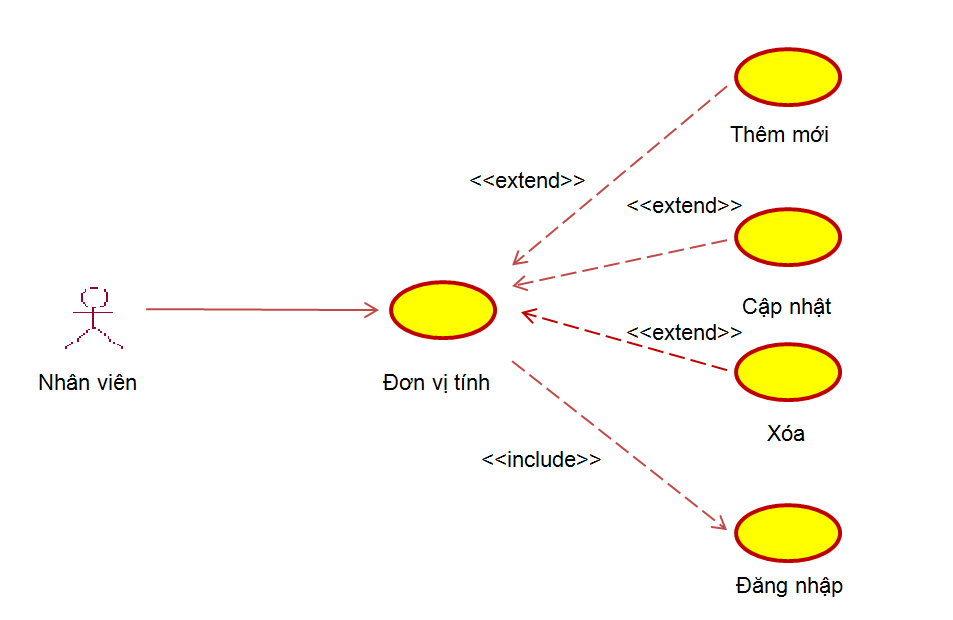 Thêm mới
<<extend>>
<<extend>>
Cập nhật
<<extend>>
Nhân viên
Đơn vị tính
Xóa
<<include>>
Đăng nhập